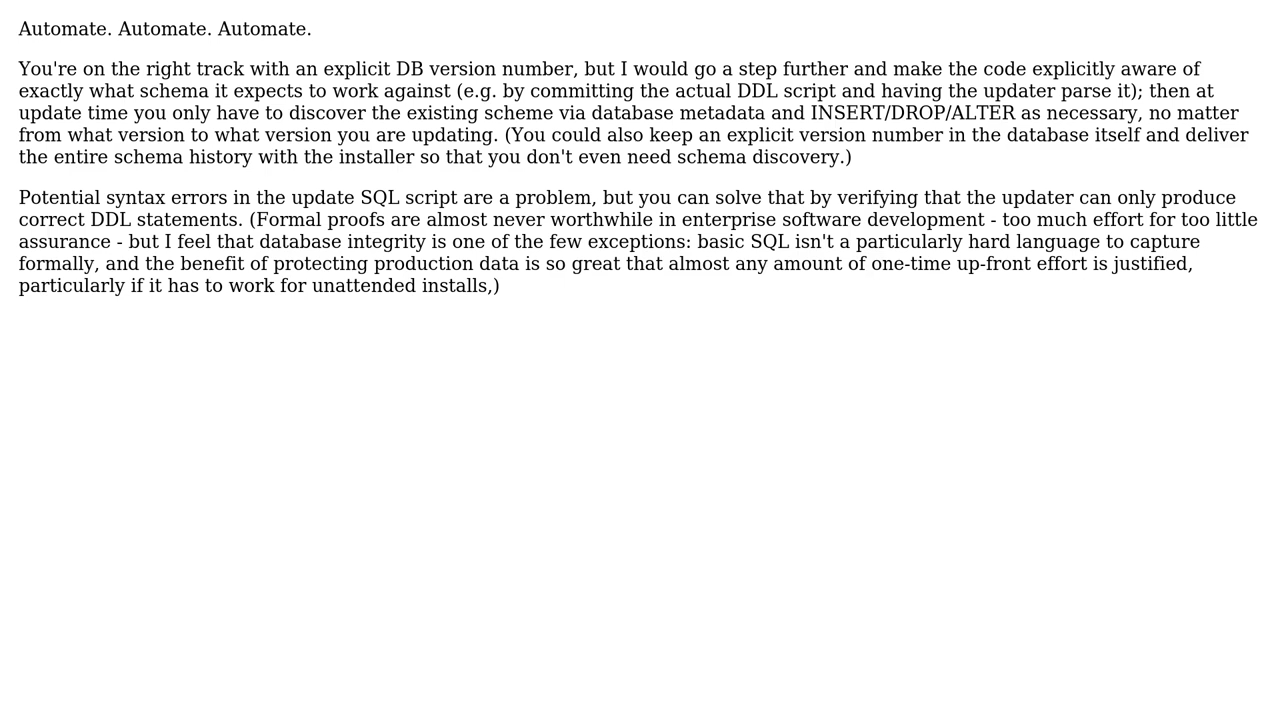 Automate. Automate. Automate.
You're on the right track with an explicit DB version number, but I would go a step further and make the code explicitly aware of
exactly what schema it expects to work against (e.g. by committing the actual DDL script and having the updater parse it); then at
update time you only have to discover the existing scheme via database metadata and INSERT/DROP/ALTER as necessary, no matter
from what version to what version you are updating. (You could also keep an explicit version number in the database itself and deliver
the entire schema history with the installer so that you don't even need schema discovery.)
Potential syntax errors in the update SQL script are a problem, but you can solve that by verifying that the updater can only produce
correct DDL statements. (Formal proofs are almost never worthwhile in enterprise software development - too much effort for too little
assurance - but I feel that database integrity is one of the few exceptions: basic SQL isn't a particularly hard language to capture
formally, and the benefit of protecting production data is so great that almost any amount of one-time up-front effort is justified,
particularly if it has to work for unattended installs,)